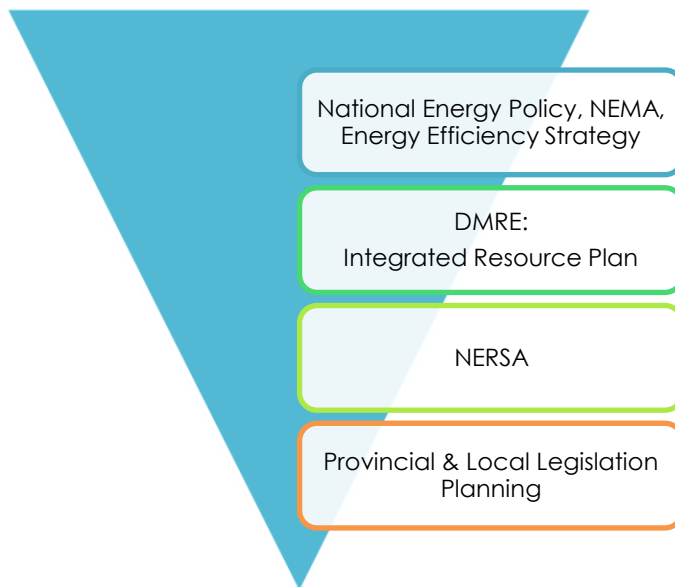 National Energy Policy, NEMA,
Energy Efficiency Strategy
DMRE:
Integrated Resource Plan
NERSA
Provincial & Local Legislation
Planning